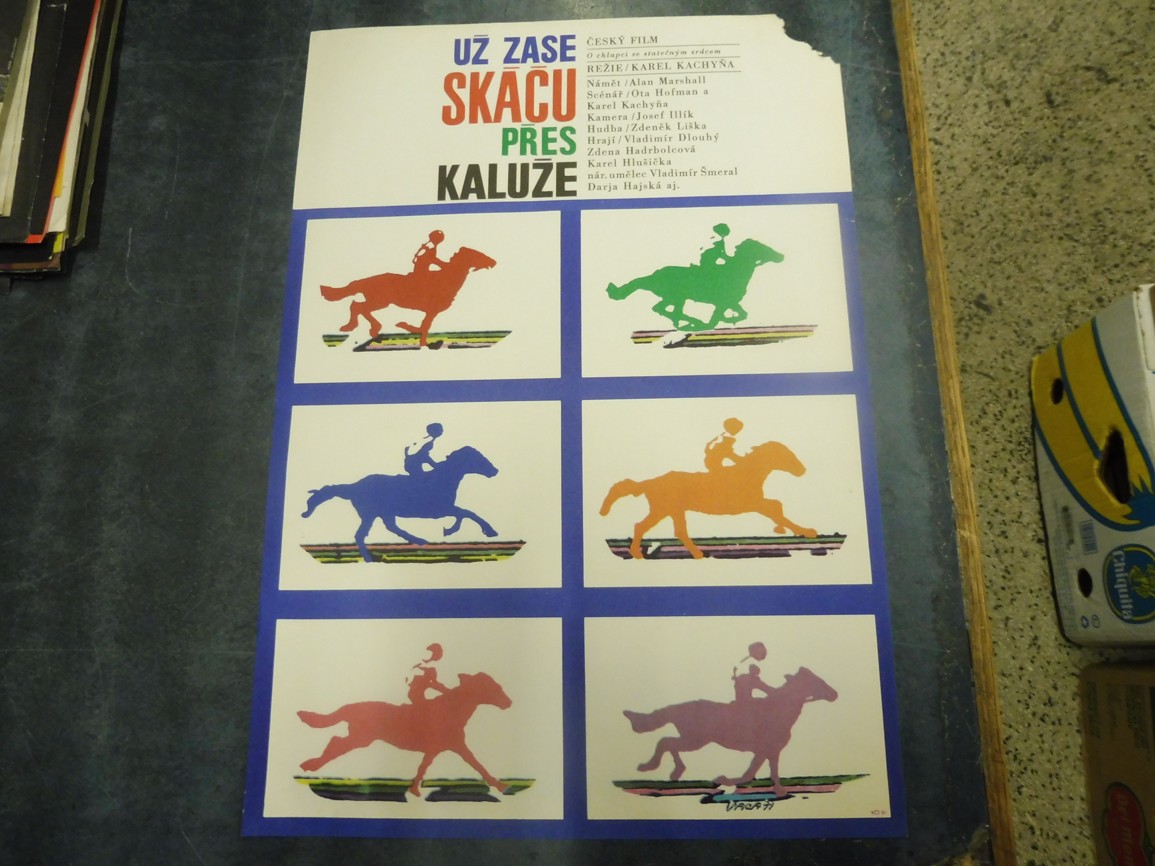 UŽ ZASE
SKÁČU
PŘES
KALUŽE
ČESKÝ FILM
O chlapci se statečným srdcem
REŽIE/KAREL KACHYŇA
Námět/Alan Marshall
Scénář/Ota Hofman a
Karel Kachyňa
Kamera/Josef Illík
Hudba/Zdeněk Liška
Hrají/Vladimír Dlouhý
Zdena Hadrbolcová
Karel Hlušička
nár. umělec Vladimír Šmeral
Darja Hajská aj.
Chiquita